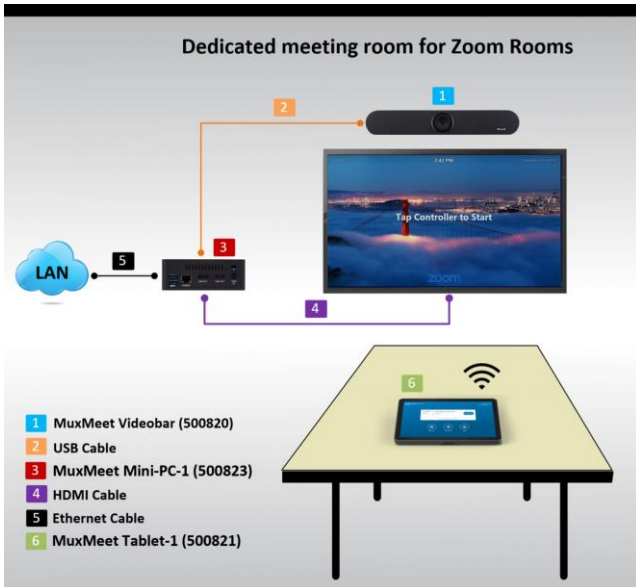 Dedicated meeting room for Zoom Rooms
1
2
2:42 PM
Tap Controller to Start
zoom
3
LAN
5
4
6
1 MuxMeet Videobar (500820)
2 USB Cable
3 MuxMeet Mini-PC-1 (500823)
4 HDMI Cable
5 Ethernet Cable
6 MuxMeet Tablet-1 (500821)